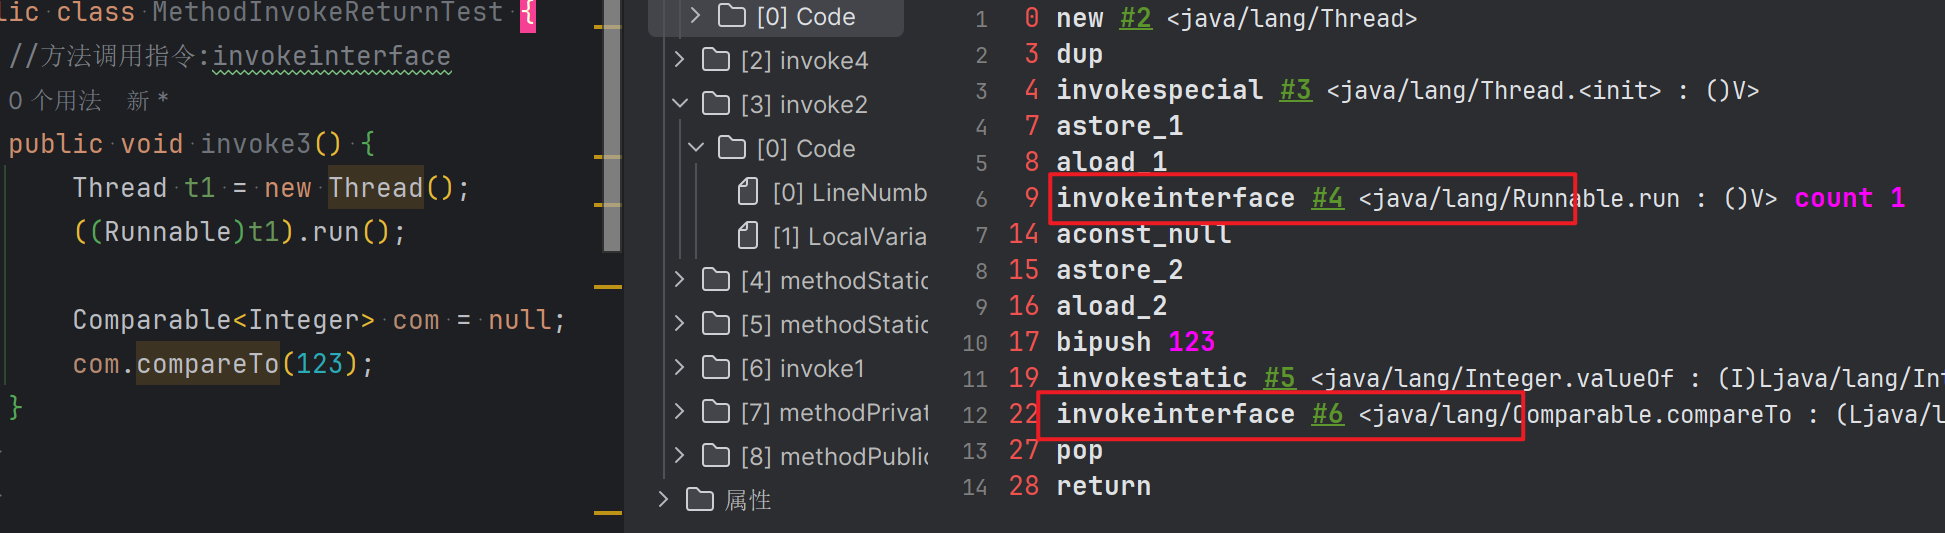 lic class MethodInvokeReturnTest {
//方法调用指令:invokeinterface
0 个用法 新 *
public void invoke3() {
Thread t1 = new Thread();
((Runnable)t1).run();
Comparable<Integer> com = null;
com.compareTo(123);
}
[0] Code
[2] invoke4
[3] invoke2
[0] Code
[0] LineNumb
[1] LocalVaria
[4] methodStatic
[5] methodStatic
[6] invoke1
[7] methodPrivat
[8] methodPublic
属性
1 0 new #2 <java/lang/Thread>
2 3 dup
3 4 invokespecial #3 <java/lang/Thread.<init> : ()V>
4 7 astore_1
5 8 aload_1
6 9 invokeinterface #4 <java/lang/Runnable.run : ()V> count 1
7 14 aconst_null
8 15 astore_2
9 16 aload_2
10 17 bipush 123
11 19 invokestatic #5 <java/lang/Integer.valueOf : (I)Ljava/lang/Int
12 22 invokeinterface #6 <java/lang/Comparable.compareTo : (Ljava/l
13 27 pop
14 28 return